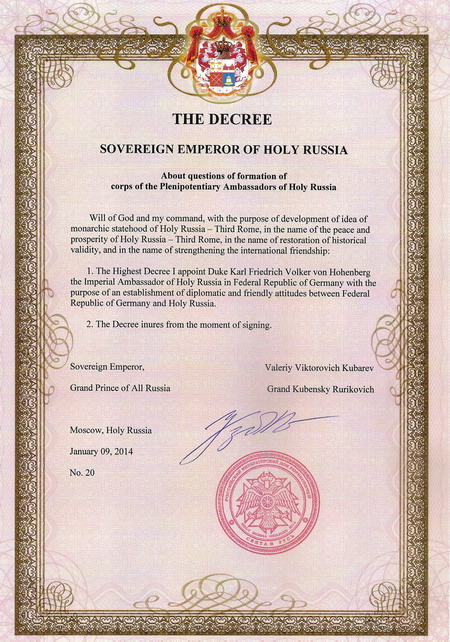 THE DECREE
SOVEREIGN EMPEROR OF HOLY RUSSIA
About questions of formation of
corps of the Plenipotentiary Ambassadors of Holy Russia
Will of God and my command, with the purpose of development of idea of
monarchic statehood of Holy Russia – Third Rome, in the name of the peace and
prosperity of Holy Russia – Third Rome, in the name of restoration of historical
validity, and in the name of strengthening the international friendship:
1. The Highest Decree I appoint Duke Karl Friedrich Volker von Hohenberg
the Imperial Ambassador of Holy Russia in Federal Republic of Germany with the
purpose of an establishment of diplomatic and friendly attitudes between Federal
Republic of Germany and Holy Russia.
2. The Decree inures from the moment of signing.
Sovereign Emperor, Valeriy Viktorovich Kubarev
Grand Prince of All Russia Grand Kubensky Rurikovich
Moscow, Holy Russia
January 09, 2014
No. 20
СВЯТАЯ РУСЬ